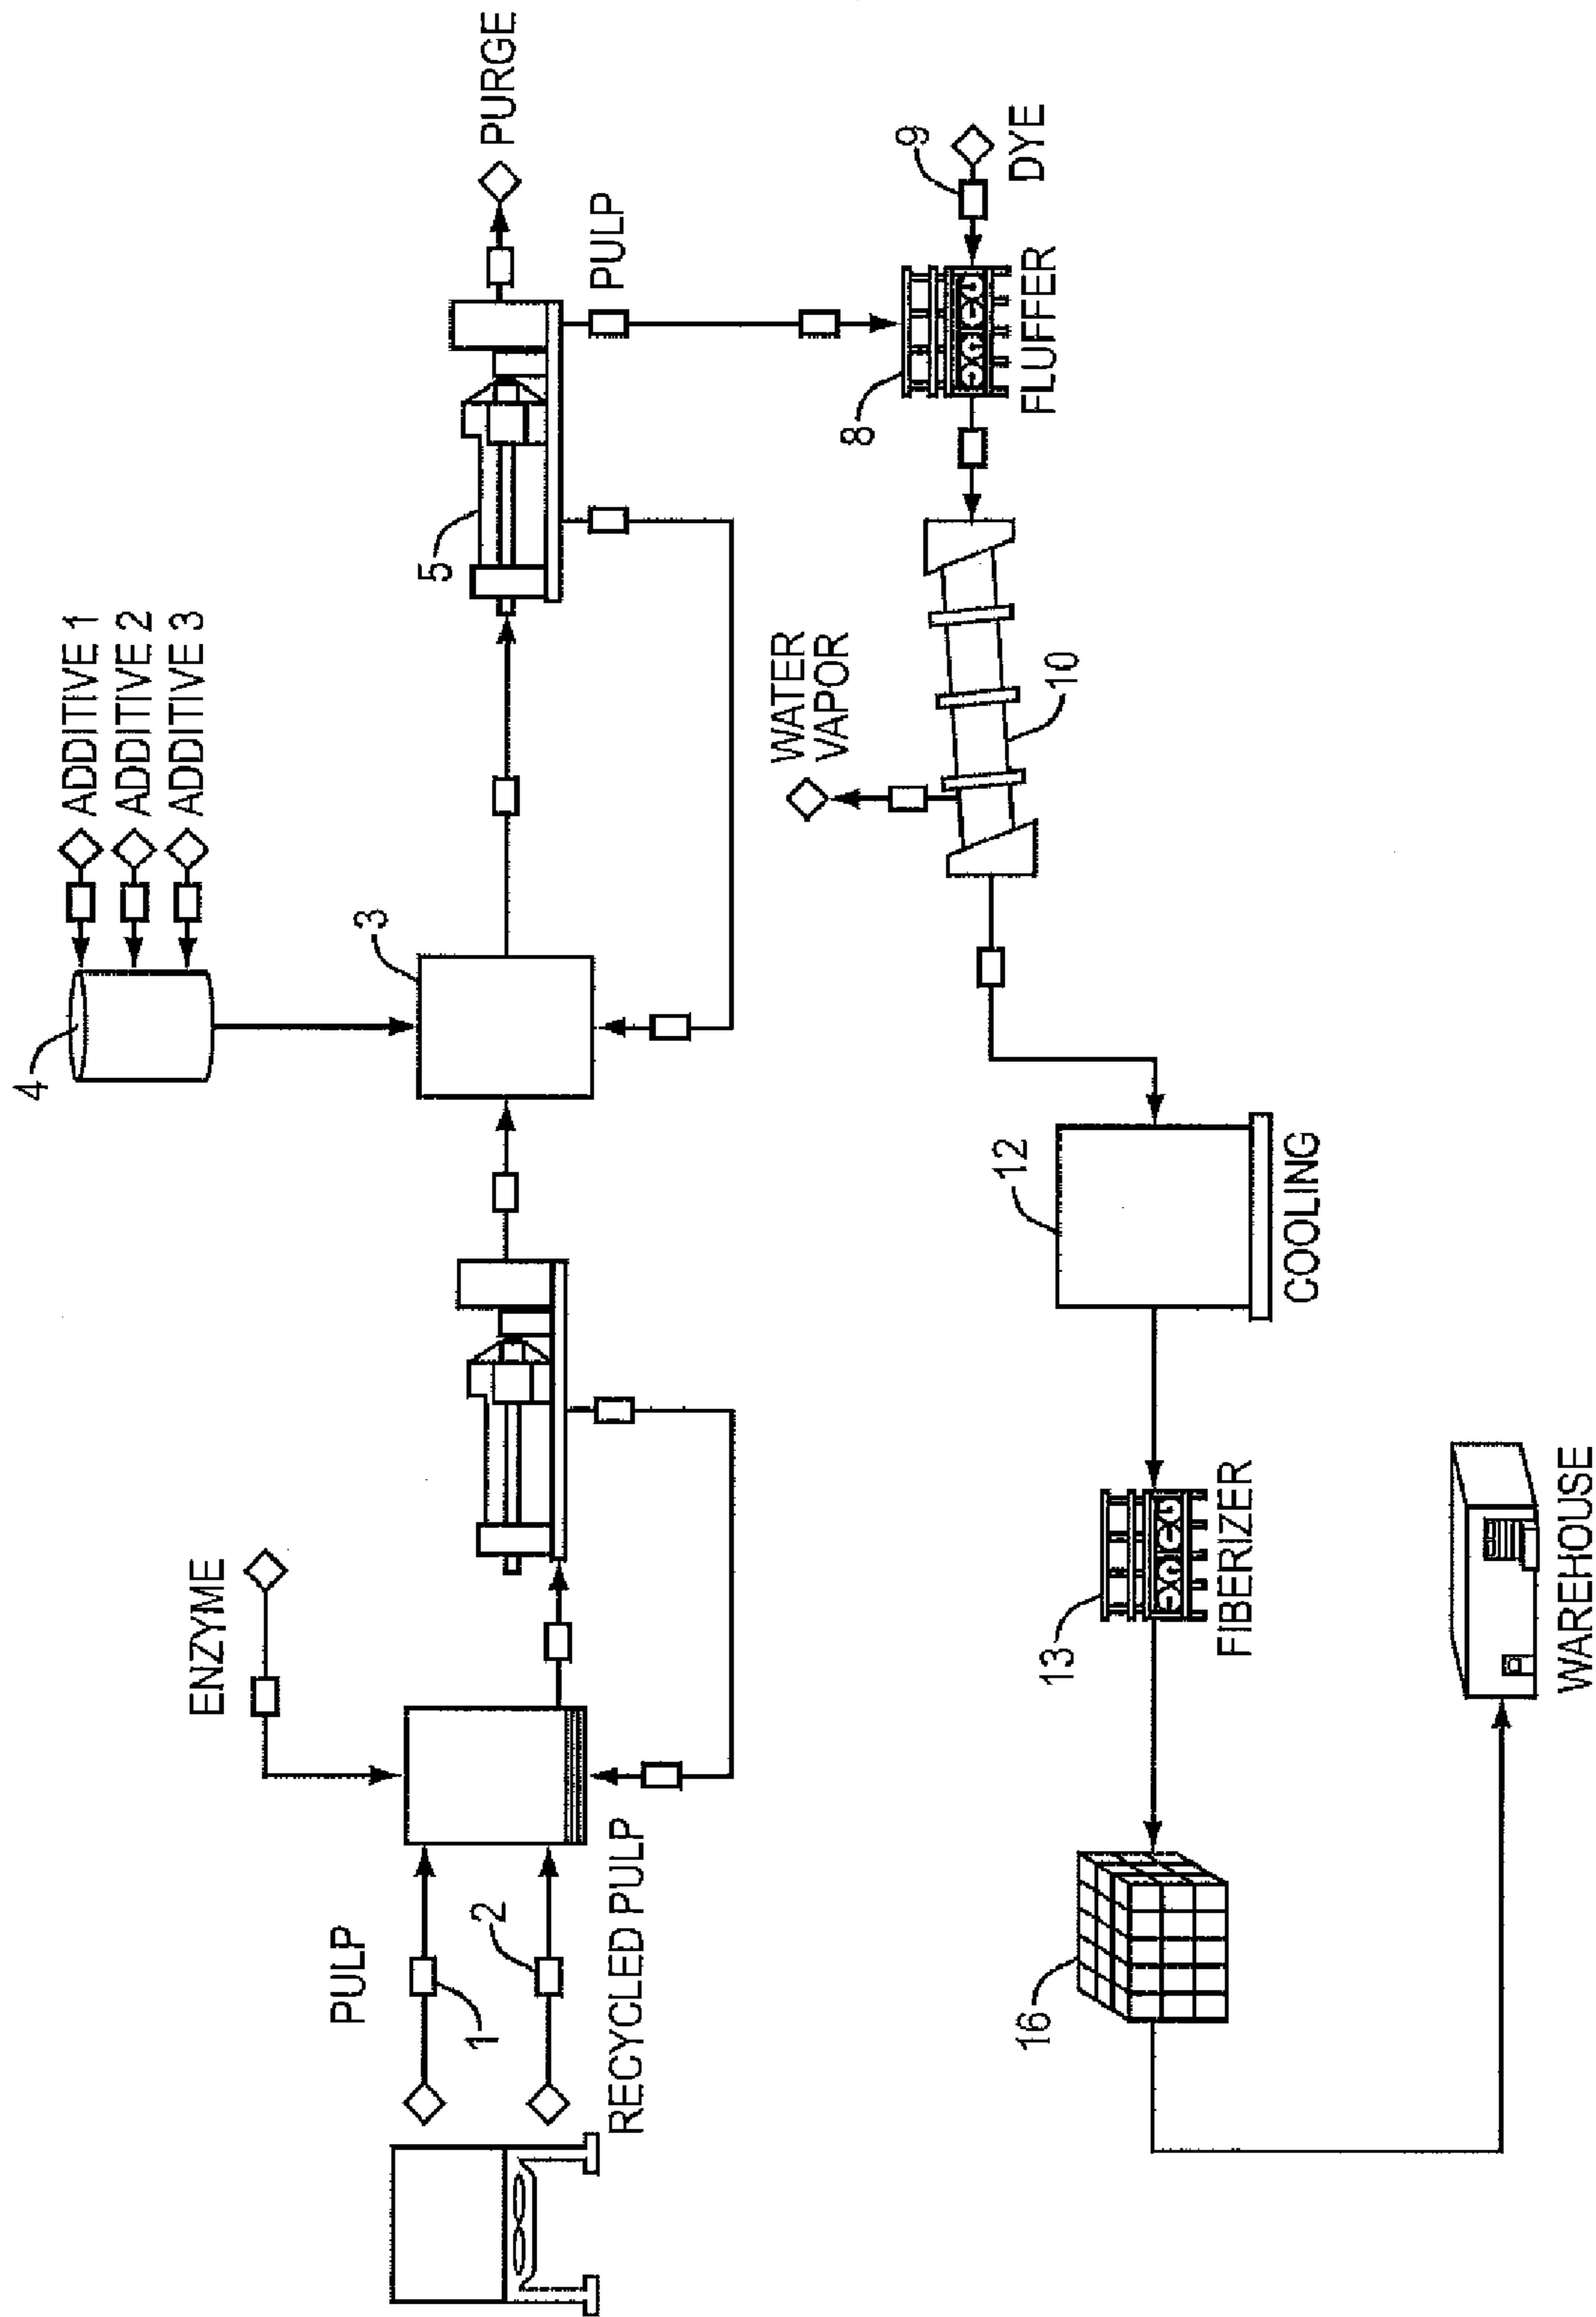 PULP
1
2
RECYCLED PULP
ENZYME
4
ADDITIVE 1
ADDITIVE 2
ADDITIVE 3
3
5
PURGE
PULP
8
FLUFFER
9
DYE
WATER
VAPOR
10
12
COOLING
13
FIBERIZER
16
WAREHOUSE